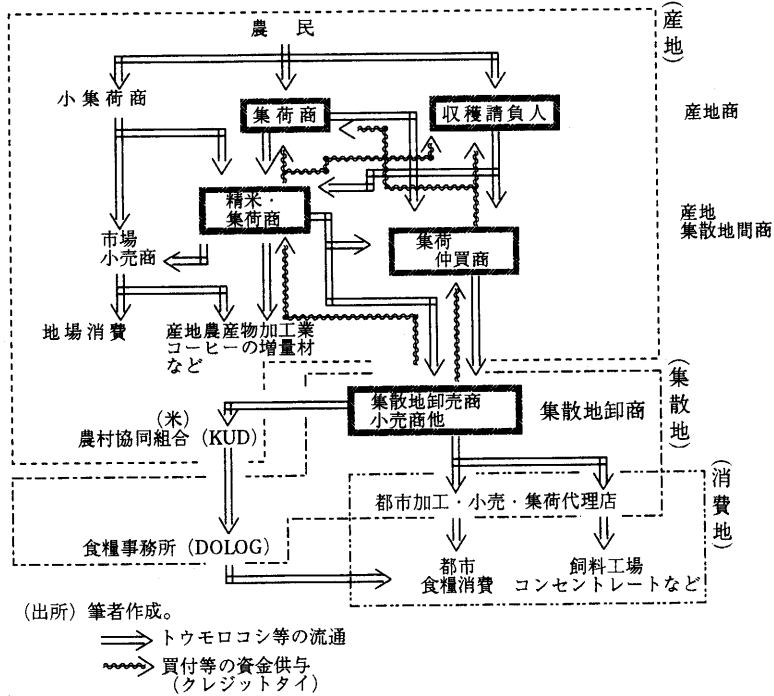 (産地)
農民
小集荷商
集荷商
収穫請負人
産地商
精米・
集荷商
産地
集散地間商
市場
小売商
集荷
仲買商
地場消費
産地農産物加工業
コーヒーの増量材
など
(集散地)
集散地卸売商
小売商他
集散地卸商
(米)
農村協同組合(KUD)
(消費地)
都市加工・小売・集荷代理店
食糧事務所(DOLOG)
都市
食糧消費
飼料工場
コンセントレートなど
(出所)筆者作成。
トウモロコシ等の流通
買付等の資金供与
(クレジットタイ)